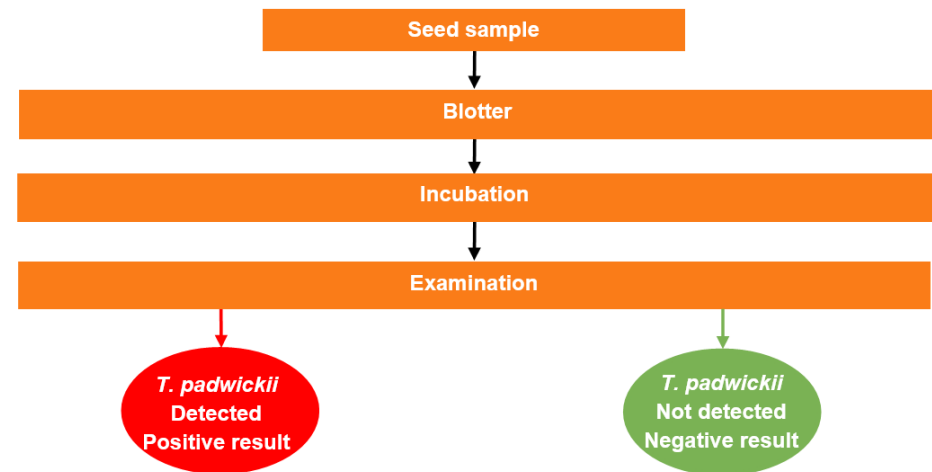 Seed sample
Blotter
Incubation
Examination
T. padwickii
Detected
Positive result
T. padwickii
Not detected
Negative result